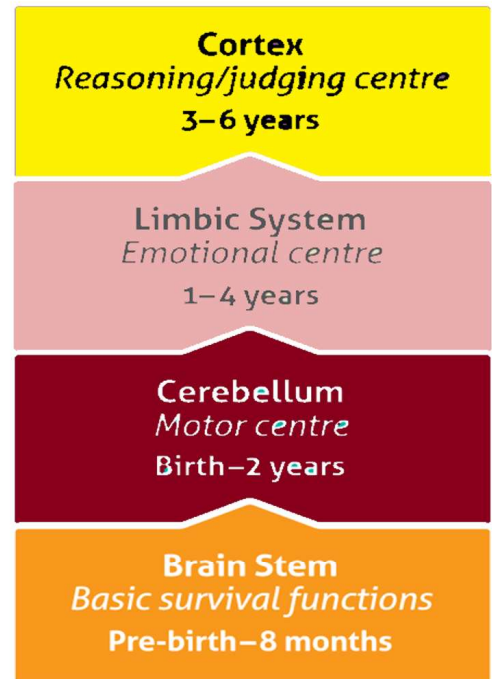 Cortex
Reasoning/judging centre
3–6 years
Limbic System
Emotional centre
1–4 years
Cerebellum
Motor centre
Birth–2 years
Brain Stem
Basic survival functions
Pre-birth–8 months